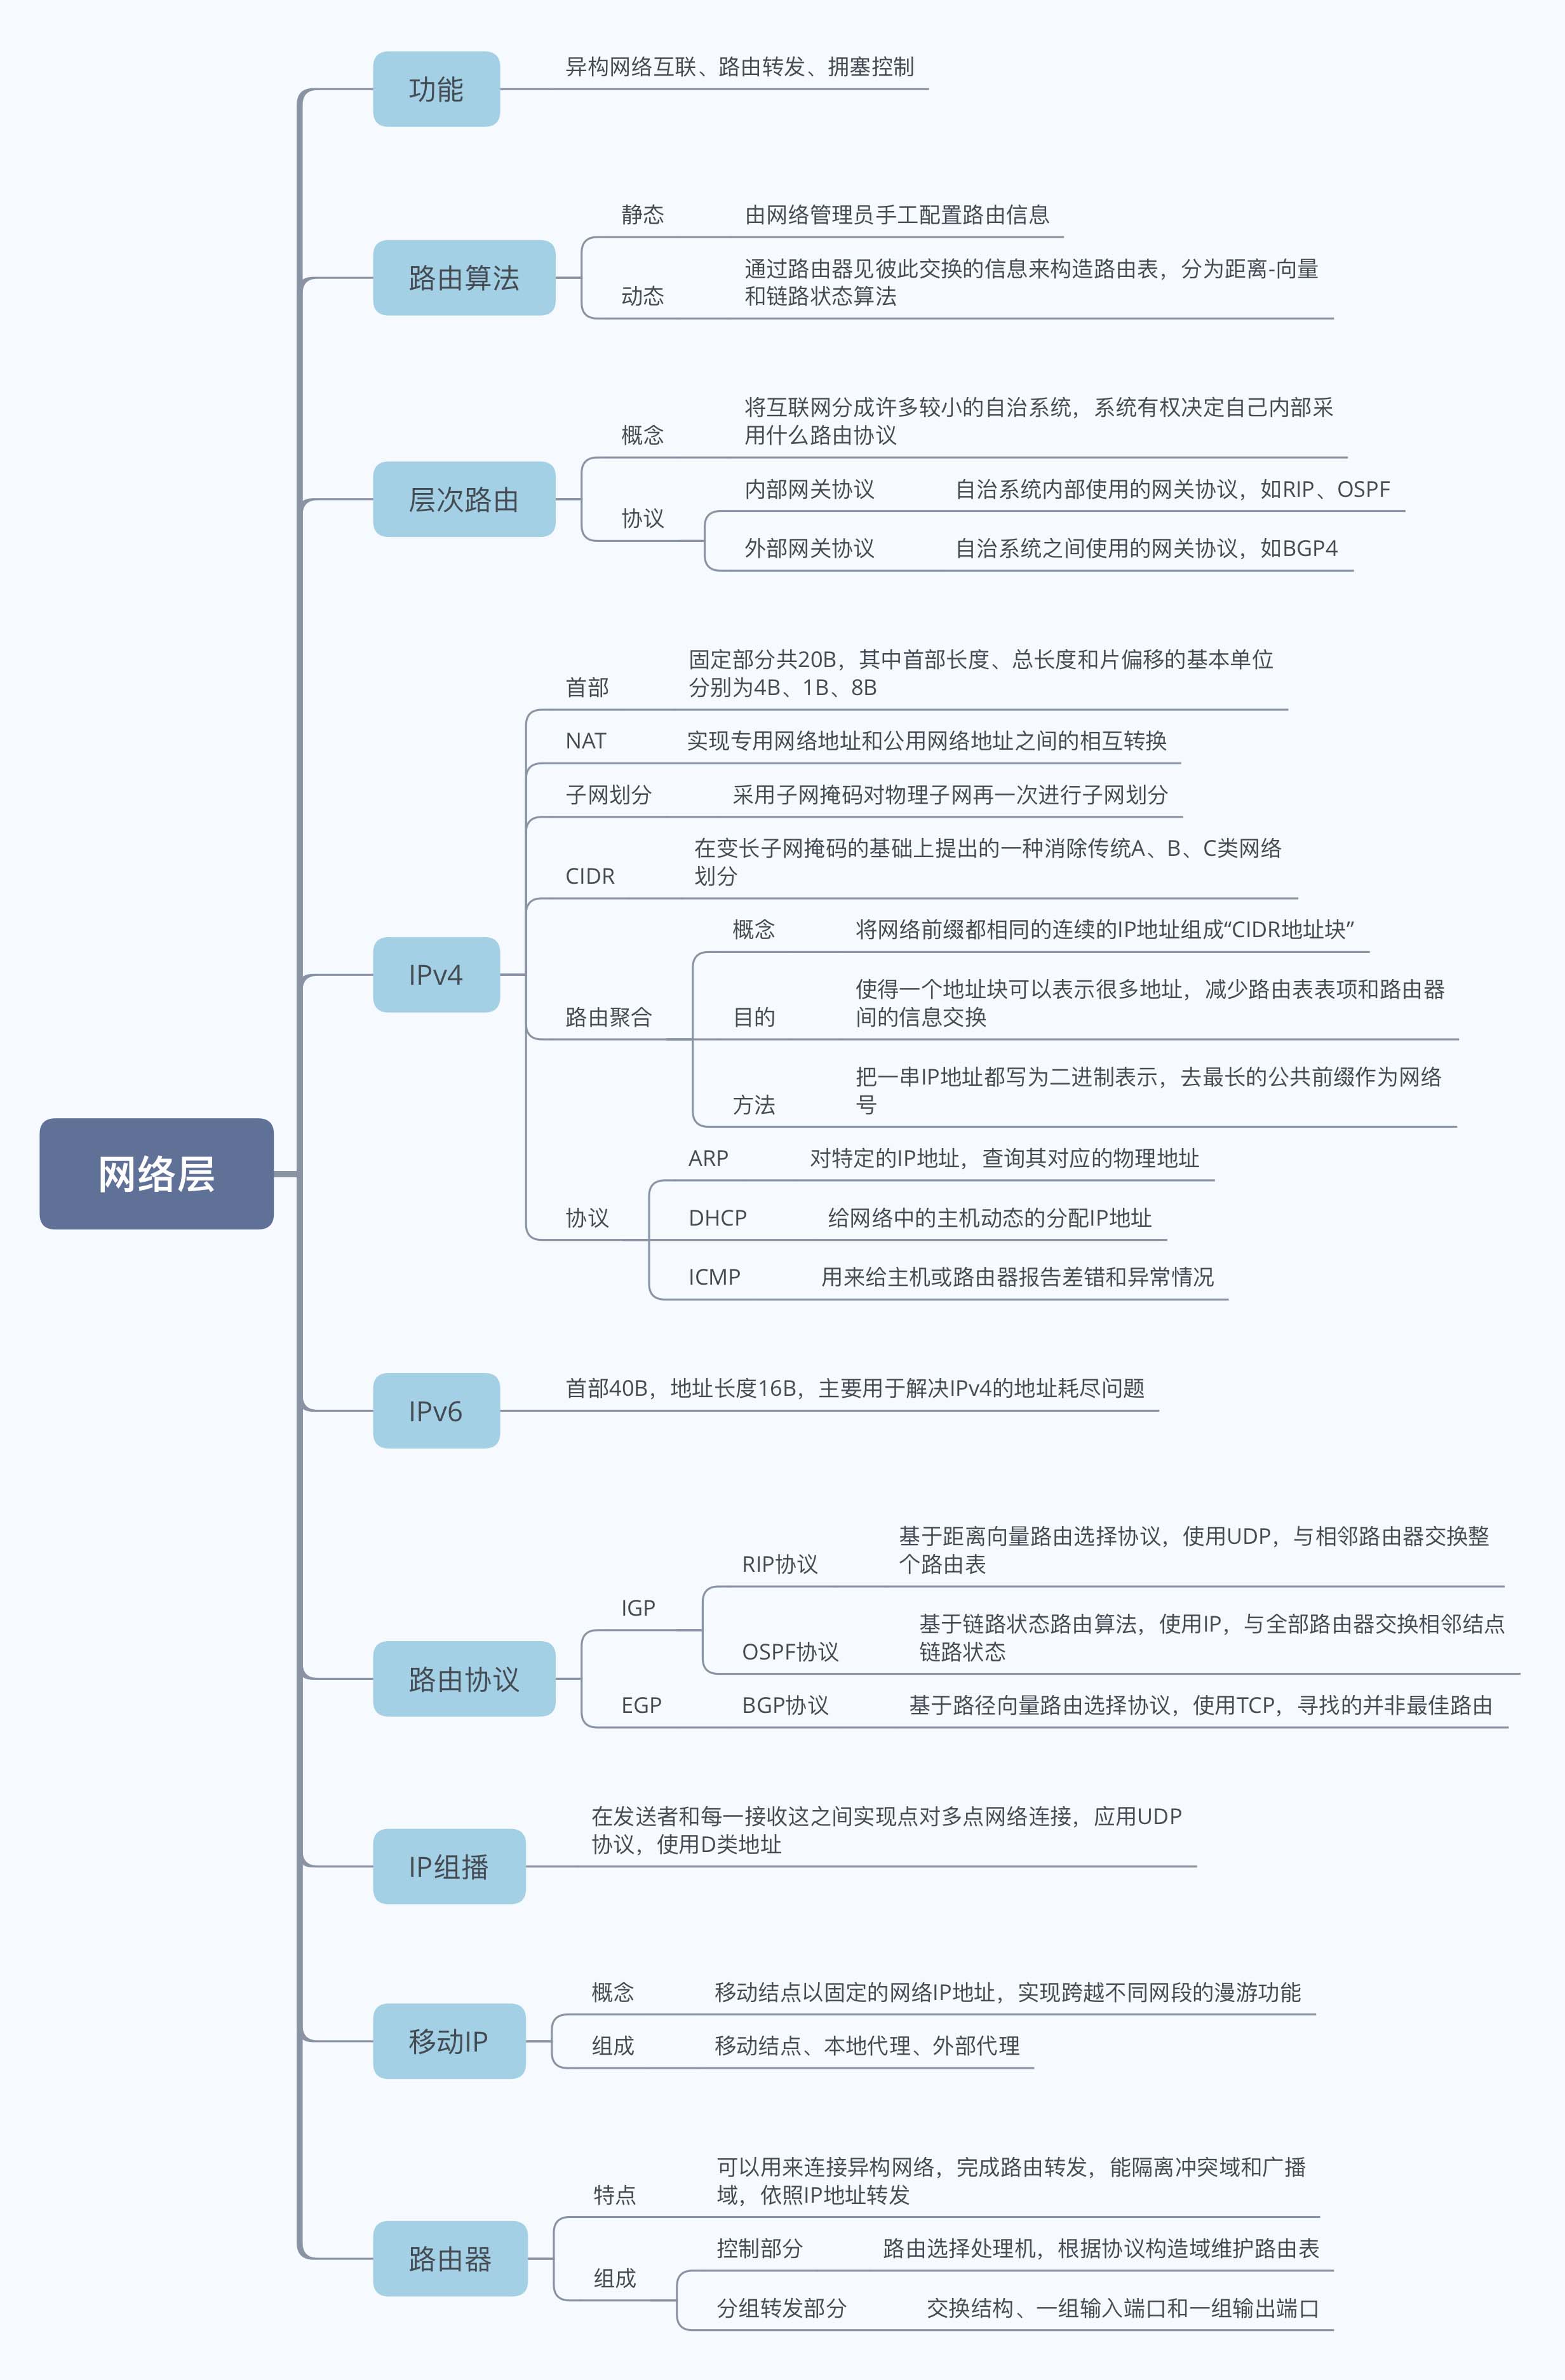 网络层
功能
异构网络互联、路由转发、拥塞控制
路由算法
静态
由网络管理员手工配置路由信息
动态
通过路由器见彼此交换的信息来构造路由表，分为距离-向量
和链路状态算法
层次路由
概念
将互联网分成许多较小的自治系统，系统有权决定自己内部采
用什么路由协议
协议
内部网关协议
自治系统内部使用的网关协议，如RIP、OSPF
外部网关协议
自治系统之间使用的网关协议，如BGP4
IPv4
首部
固定部分共20B，其中首部长度、总长度和片偏移的基本单位
分别为4B、1B、8B
NAT
实现专用网络地址和公用网络地址之间的相互转换
子网划分
采用子网掩码对物理子网再一次进行子网划分
CIDR
在变长子网掩码的基础上提出的一种消除传统A、B、C类网络
划分
路由聚合
概念
将网络前缀都相同的连续的IP地址组成“CIDR地址块”
目的
使得一个地址块可以表示很多地址，减少路由表表项和路由器
间的信息交换
方法
把一串IP地址都写为二进制表示，去最长的公共前缀作为网络
号
协议
ARP
对特定的IP地址，查询其对应的物理地址
DHCP
给网络中的主机动态的分配IP地址
ICMP
用来给主机或路由器报告差错和异常情况
IPv6
首部40B，地址长度16B，主要用于解决IPv4的地址耗尽问题
路由协议
IGP
RIP协议
基于距离向量路由选择协议，使用UDP，与相邻路由器交换整
个路由表
OSPF协议
基于链路状态路由算法，使用IP，与全部路由器交换相邻结点
链路状态
EGP
BGP协议
基于路径向量路由选择协议，使用TCP，寻找的并非最佳路由
IP组播
在发送者和每一接收这之间实现点对多点网络连接，应用UDP
协议，使用D类地址
移动IP
概念
移动结点以固定的网络IP地址，实现跨越不同网段的漫游功能
组成
移动结点、本地代理、外部代理
路由器
特点
可以用来连接异构网络，完成路由转发，能隔离冲突域和广播
域，依照IP地址转发
组成
控制部分
路由选择处理机，根据协议构造域维护路由表
分组转发部分
交换结构、一组输入端口和一组输出端口